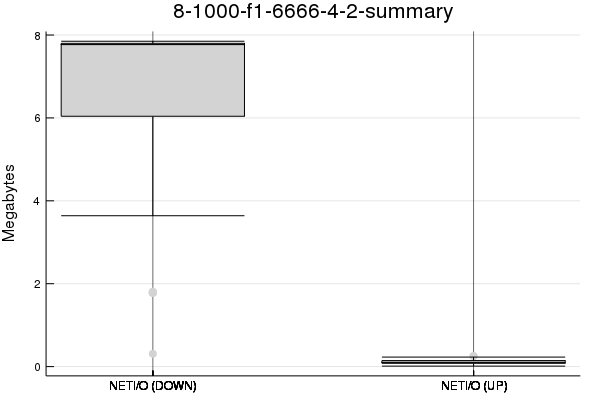 8-1000-f1-6666-4-2-summary
Megabytes
8
6
4
2
0
NETI/O (DOWN)
NETI/O (UP)